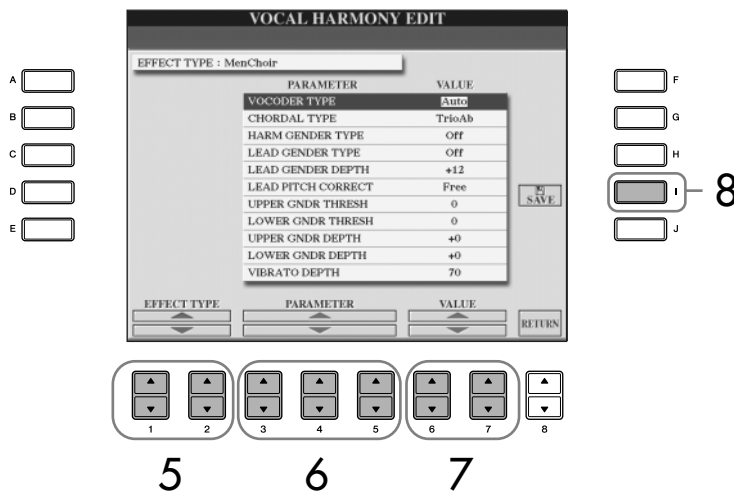 VOCAL HARMONY EDIT
EFFECT TYPE : MenChoir
PARAMETER VALUE
VOCODER TYPE Auto
CHORDAL TYPE TrioAb
HARM GENDER TYPE Off
LEAD GENDER TYPE Off
LEAD GENDER DEPTH +12
LEAD PITCH CORRECT Free
UPPER GNDR THRESH 0
LOWER GNDR THRESH 0
UPPER GNDR DEPTH +0
LOWER GNDR DEPTH +0
VIBRATO DEPTH 70
SAVE
EFFECT TYPE PARAMETER VALUE
RETURN
A
B
C
D
E
F
G
H
I 8
J
1 2 3 4 5 6 7 8
5 6 7